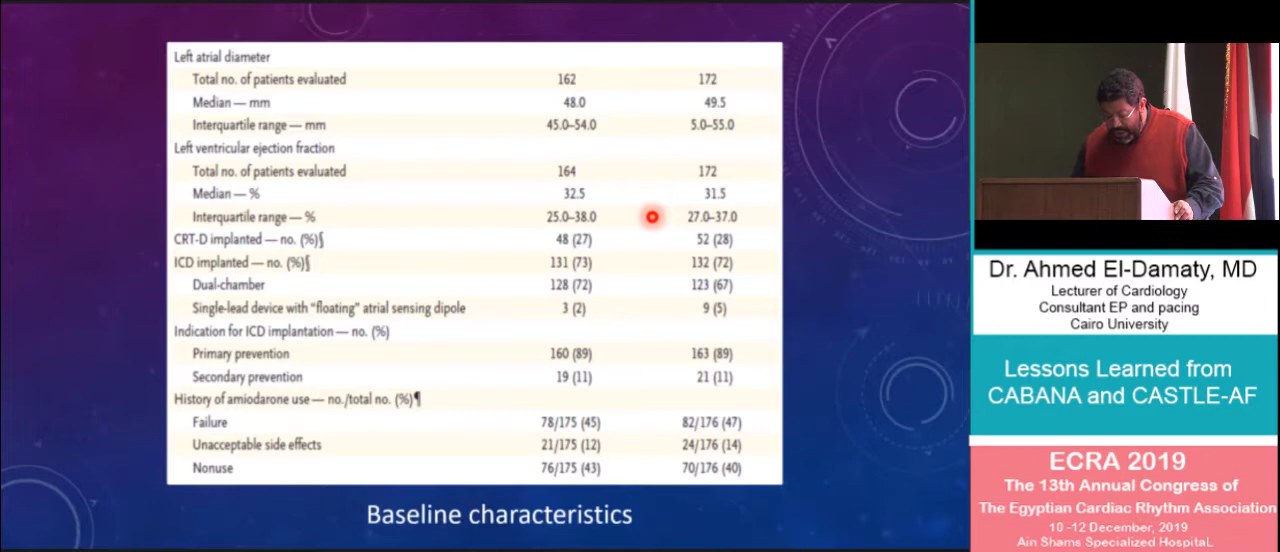 Left atrial diameter
Total no. of patients evaluated 162 172
Median — mm 48.0 49.5
Interquartile range — mm 45.0–54.0 5.0–55.0
Left ventricular ejection fraction
Total no. of patients evaluated 164 172
Median — % 32.5 31.5
Interquartile range — % 25.0–38.0 27.0–37.0
CRT-D implanted — no. (%)§ 48 (27) 52 (28)
ICD implanted — no. (%)§ 131 (73) 132 (72)
Dual-chamber 128 (72) 123 (67)
Single-lead device with “floating” atrial sensing dipole 3 (2) 9 (5)
Indication for ICD implantation — no. (%)
Primary prevention 160 (89) 163 (89)
Secondary prevention 19 (11) 21 (11)
History of amiodarone use — no./total no. (%)¶
Failure 78/175 (45) 82/176 (47)
Unacceptable side effects 21/175 (12) 24/176 (14)
Nonuse 76/175 (43) 70/176 (40)
Baseline characteristics
Dr. Ahmed El-Damaty, MD
Lecturer of Cardiology
Consultant EP and pacing
Cairo University
Lessons Learned from
CABANA and CASTLE-AF
ECRA 2019
The 13th Annual Congress of
The Egyptian Cardiac Rhythm Association
10 -12 December, 2019
Ain Shams Specialized HospitaL